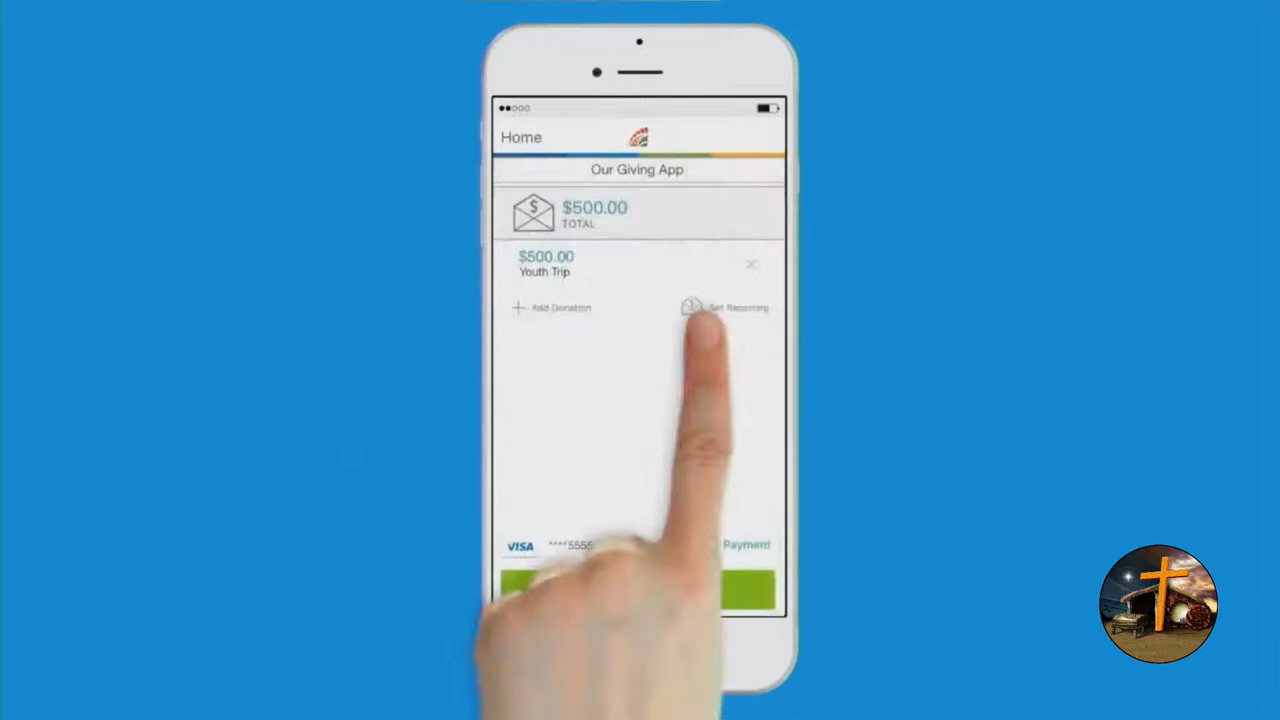 Home
Our Giving App
$500.00
TOTAL
$500.00
Youth Trip
Add Donation
Set Recurring
VISA ****5555 Payment